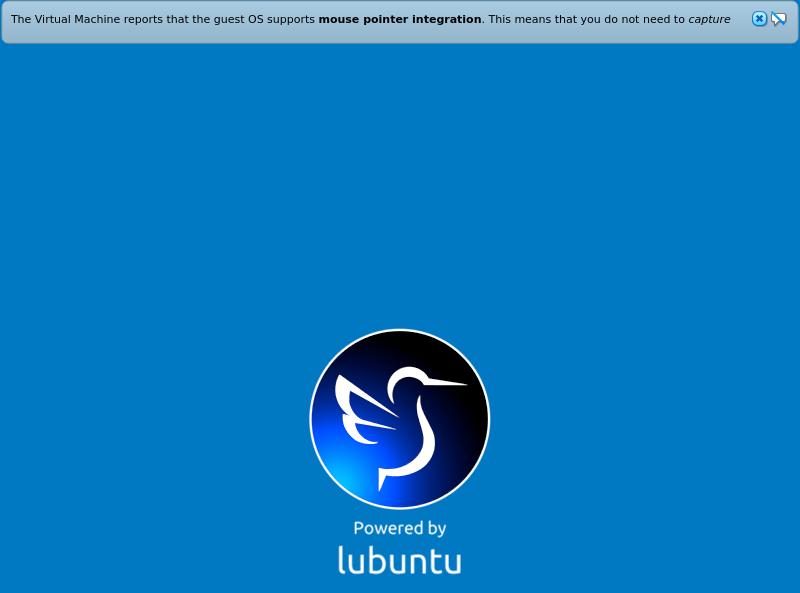 The Virtual Machine reports that the guest OS supports mouse pointer integration. This means that you do not need to capture
Powered by
lubuntu